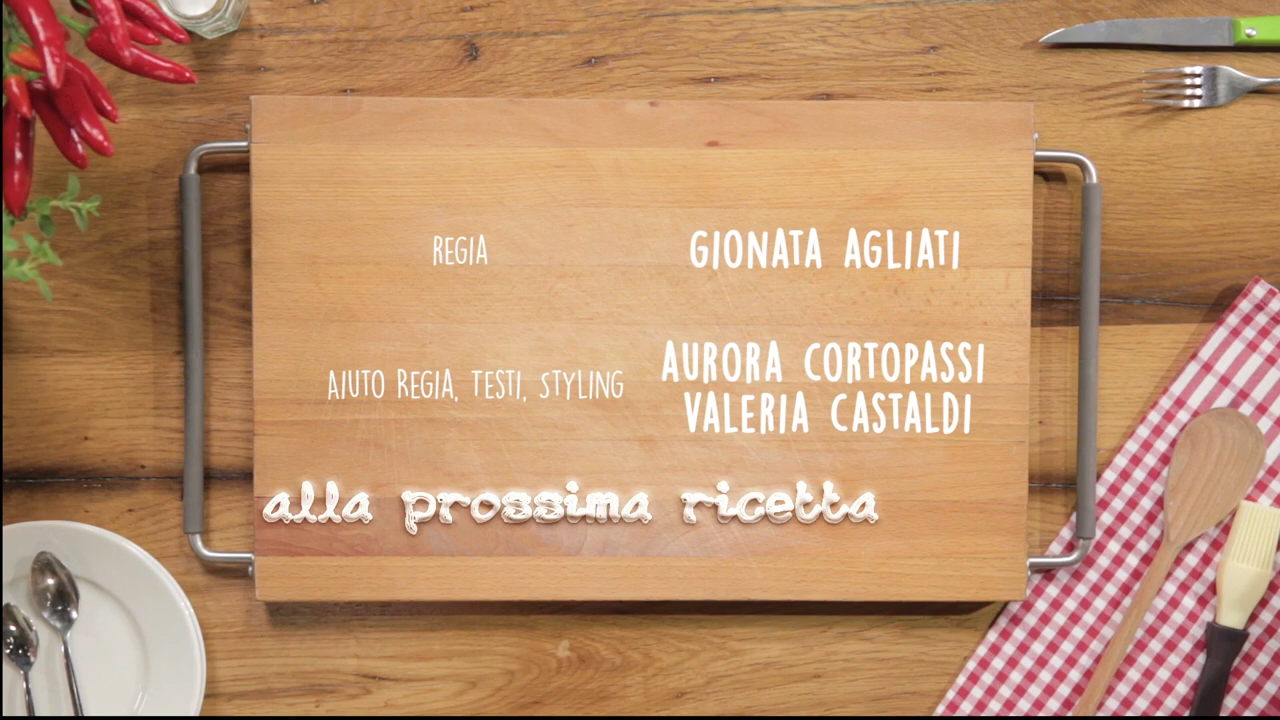 REGIA
GIONATA AGLIATI
AIUTO REGIA, TESTI, STYLING
AURORA CORTOPASSI
VALERIA CASTALDI
alla prossima ricetta